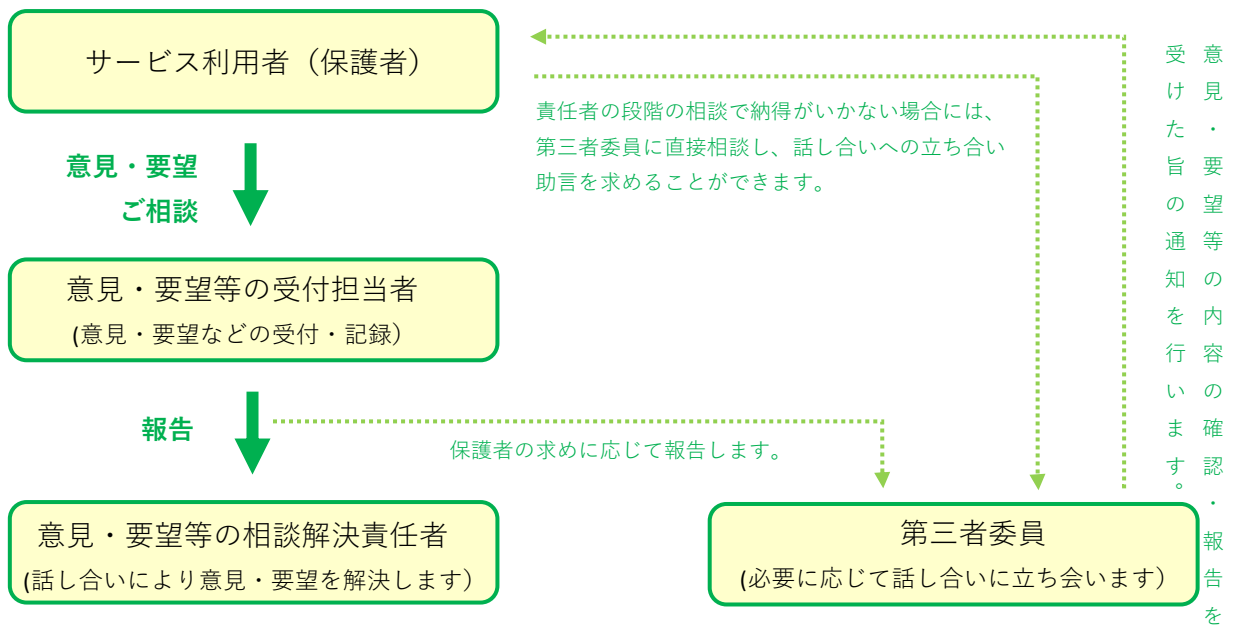 サービス利用者（保護者）
責任者の段階の相談で納得がいかない場合には、
第三者委員に直接相談し、話し合いへの立ち合い
助言を求めることができます。
意見・要望
ご相談
意見・要望等の受付担当者
(意見・要望などの受付・記録）
報告
保護者の求めに応じて報告します。
意見・要望等の相談解決責任者
(話し合いにより意見・要望を解決します）
第三者委員
(必要に応じて話し合いに立ち会います）
意見・要望等の内容の確認・報告を
受けた旨の通知を行います。